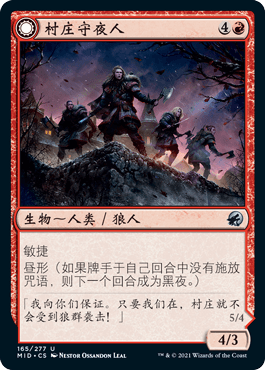 村庄守夜人 4
生物~人类 / 狼人
敏捷
昼形（如果牌手于自己回合中没有施放
咒语，则下一个回合成为黑夜。）
「我向你们保证。只要我们在，村庄就不
会受到狼群袭击！」
5/4
4/3
165/277 U
MID • CS NESTOR OSSANDON LEAL
™ & © 2021 Wizards of the Coast